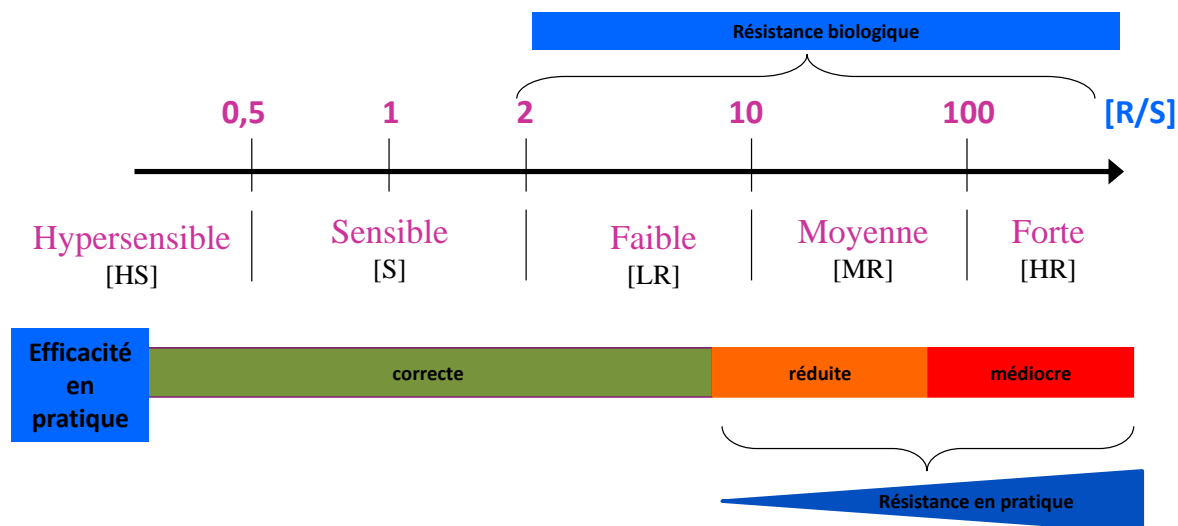 Résistance biologique
0,5 1 2 10 100 [R/S]
Hypersensible Sensible Faible Moyenne Forte
[HS] [S] [LR] [MR] [HR]
Efficacité
en
pratique
correcte réduite médiocre
Résistance en pratique